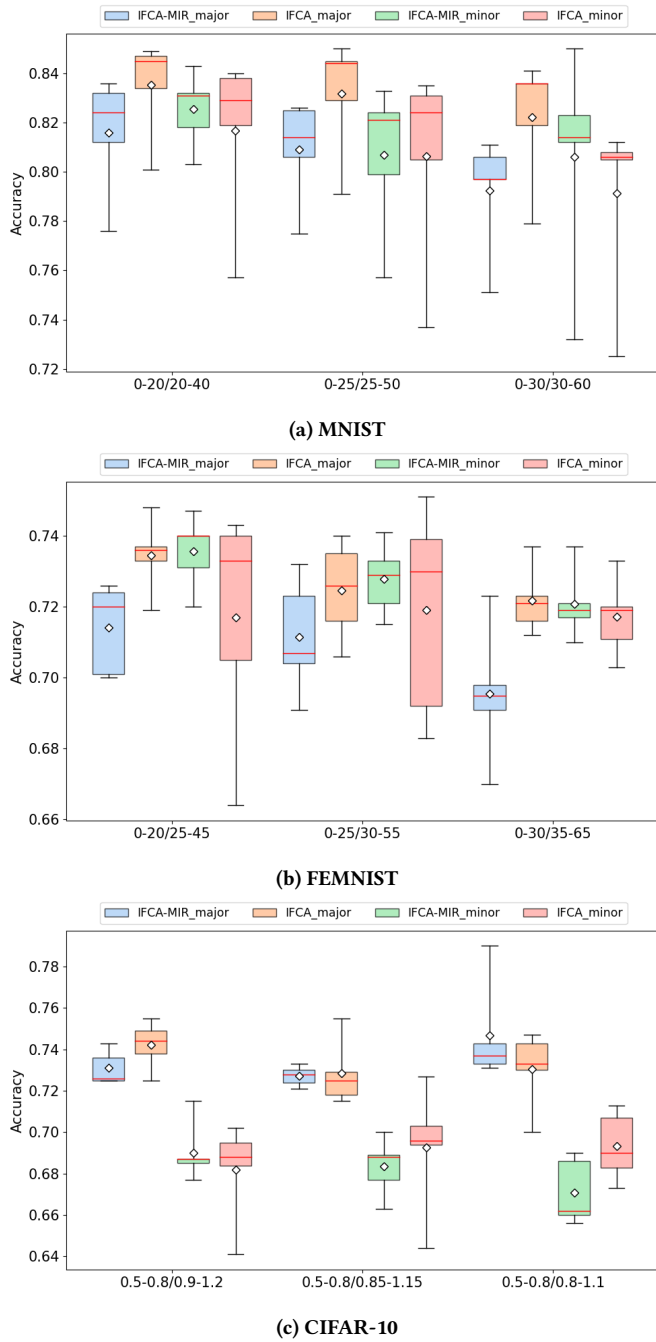 IFCA-MIR_major IFCA_major IFCA-MIR_minor IFCA_minor
0.84
0.82
0.80
0.78
0.76
0.74
0.72
Accuracy
0-20/20-40 0-25/25-50 0-30/30-60
(a) MNIST
IFCA-MIR_major IFCA_major IFCA-MIR_minor IFCA_minor
0.74
0.72
0.70
0.68
0.66
Accuracy
0-20/25-45 0-25/30-55 0-30/35-65
(b) FEMNIST
IFCA-MIR_major IFCA_major IFCA-MIR_minor IFCA_minor
0.78
0.76
0.74
0.72
0.70
0.68
0.66
0.64
Accuracy
0.5-0.8/0.9-1.2 0.5-0.8/0.85-1.15 0.5-0.8/0.8-1.1
(c) CIFAR-10